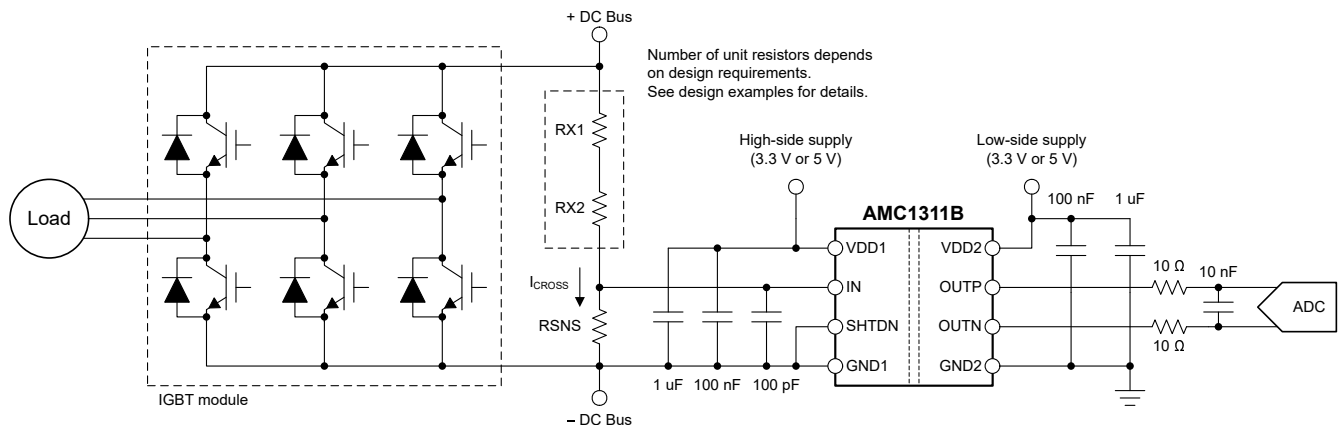 + DC Bus
Number of unit resistors depends
on design requirements.
See design examples for details.
RX1
RX2
High-side supply
(3.3 V or 5 V)
Low-side supply
(3.3 V or 5 V)
100 nF
1 uF
AMC1311B
Load
VDD1
VDD2
IN
OUTP
SHTDN
OUTN
GND1
GND2
10 Ω
10 nF
10 Ω
ADC
ICROSS
RSNS
1 uF
100 nF
100 pF
IGBT module
– DC Bus